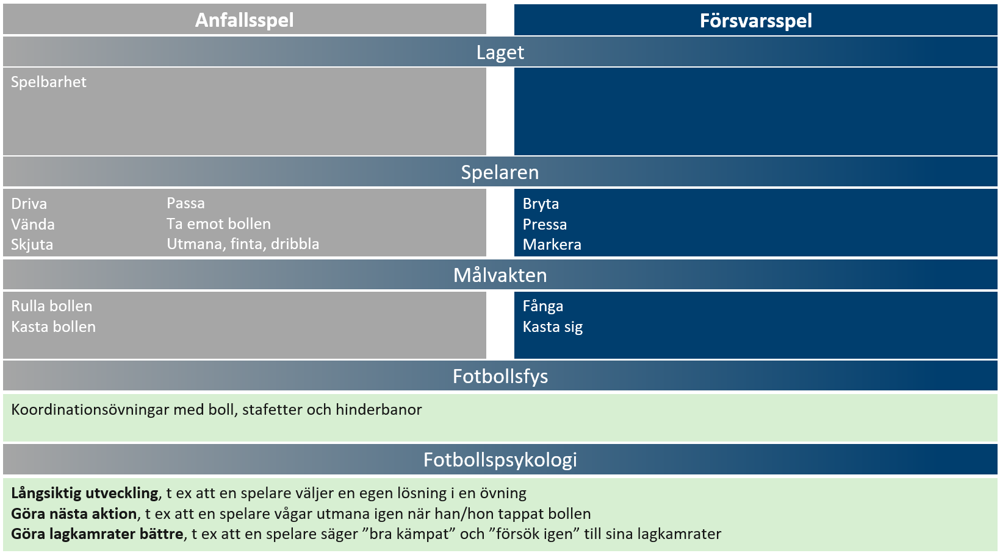 Anfallsspel
Försvarsspel
Laget
Spelbarhet
Spelaren
Driva
Vända
Skjuta
Passa
Ta emot bollen
Utmana, finta, dribbla
Bryta
Pressa
Markera
Målvakten
Rulla bollen
Kasta bollen
Fånga
Kasta sig
Fotbollsfys
Koordinationsövningar med boll, stafetter och hinderbanor
Fotbollspsykologi
Långsiktig utveckling, t ex att en spelare väljer en egen lösning i en övning
Göra nästa aktion, t ex att en spelare vågar utmana igen när han/hon tappat bollen
Göra lagkamrater bättre, t ex att en spelare säger ”bra kämpat” och ”försök igen” till sina lagkamrater